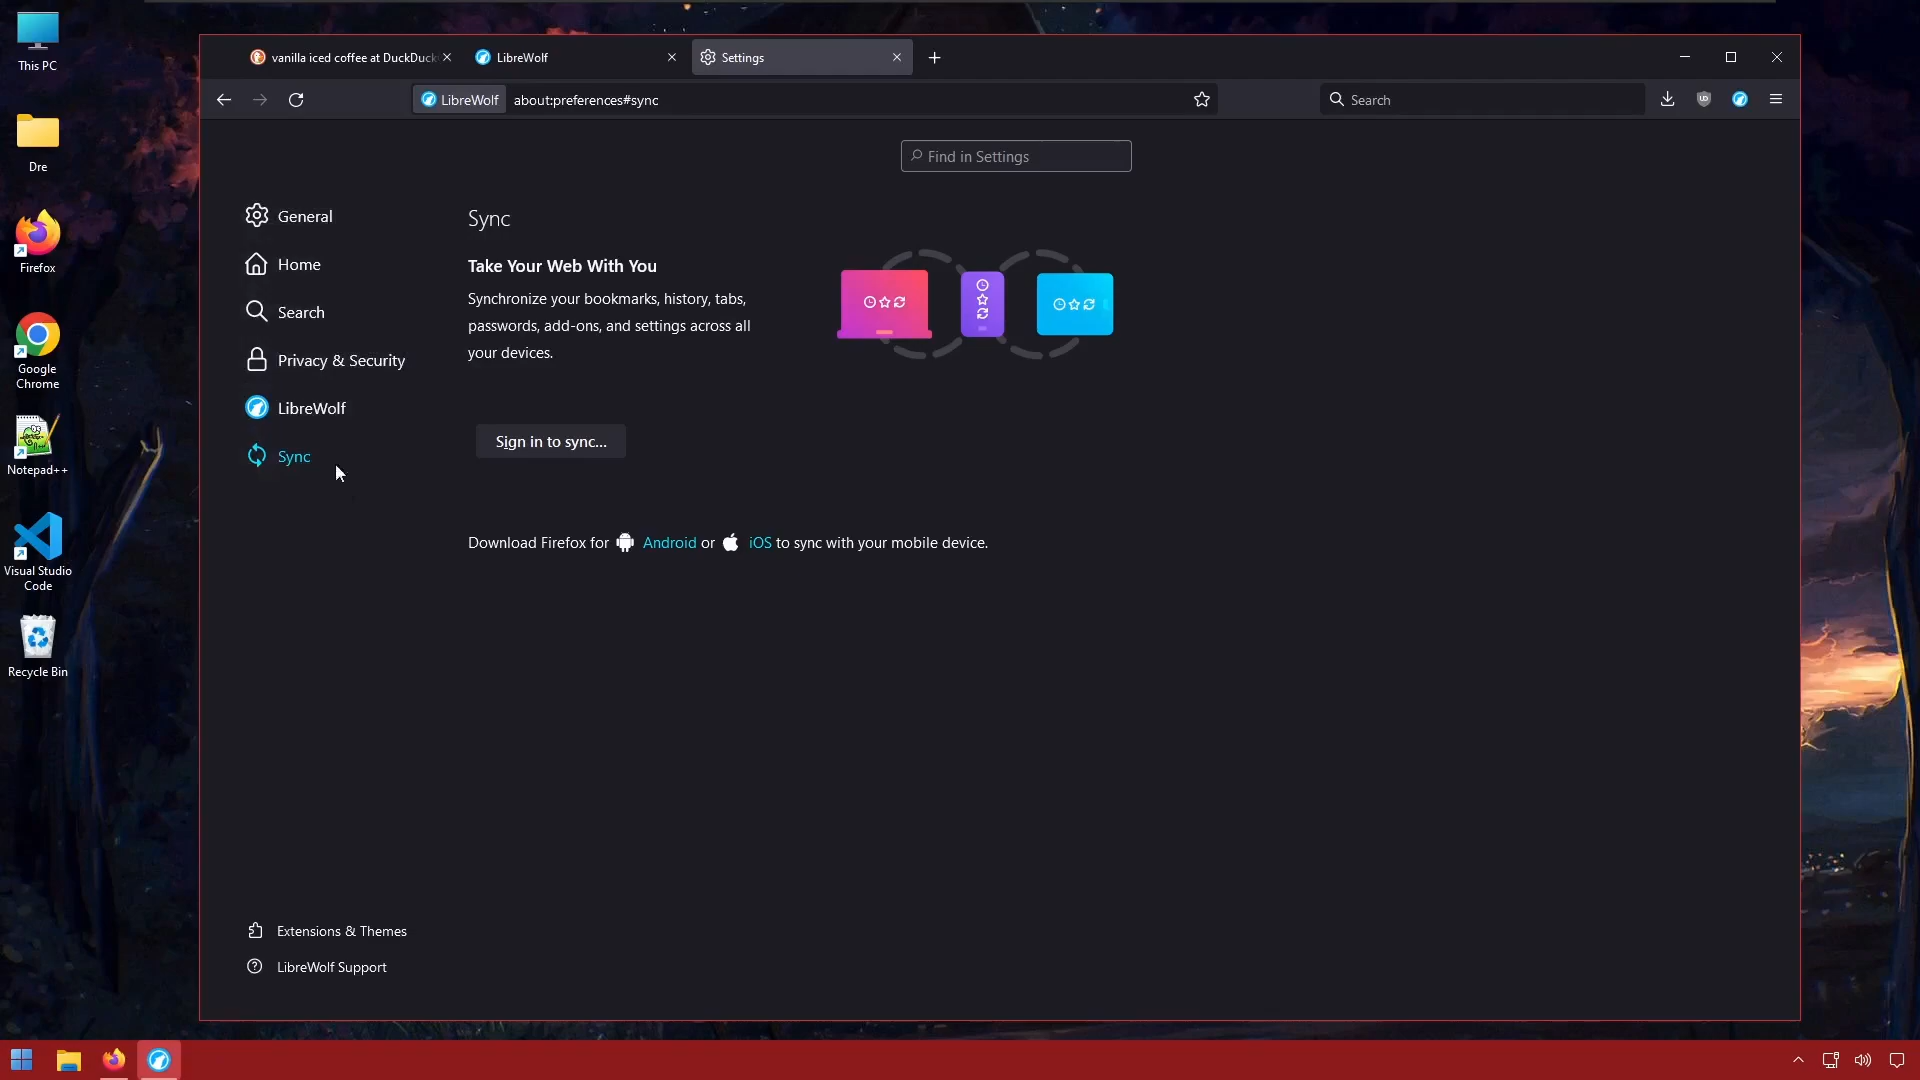 This PC
Dre
Firefox
Google
Chrome
Notepad++
Visual Studio
Code
Recycle Bin
vanilla iced coffee at DuckDuck
LibreWolf
Settings
LibreWolf
about:preferences#sync
Search
Find in Settings
General
Home
Search
Privacy & Security
LibreWolf
Sync
Sync
Take Your Web With You
Synchronize your bookmarks, history, tabs,
passwords, add-ons, and settings across all
your devices.
Sign in to sync...
Download Firefox for Android or iOS to sync with your mobile device.
Extensions & Themes
LibreWolf Support